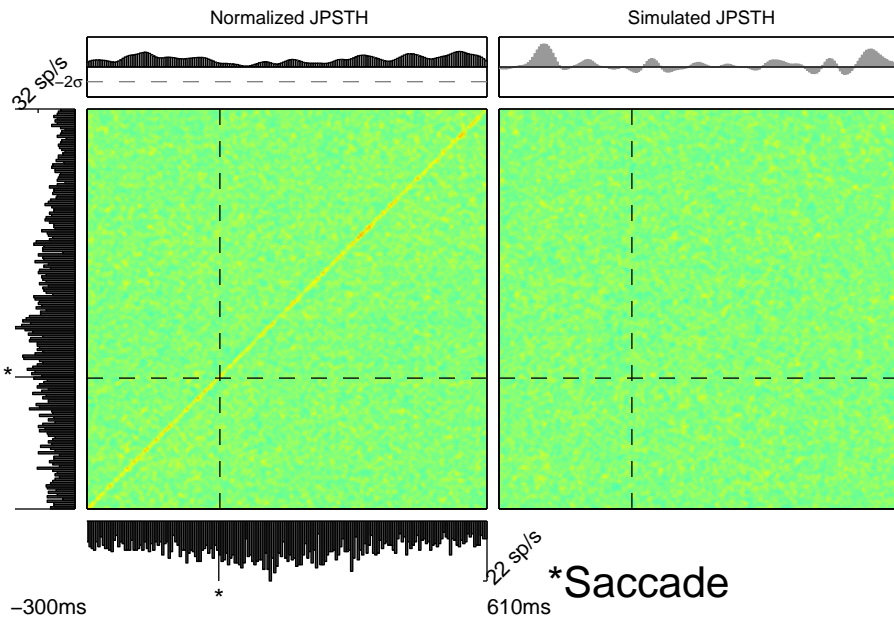 Normalized JPSTH
Simulated JPSTH
32 sp/s
−2σ
*
*
22 sp/s
*Saccade
−300ms
610ms